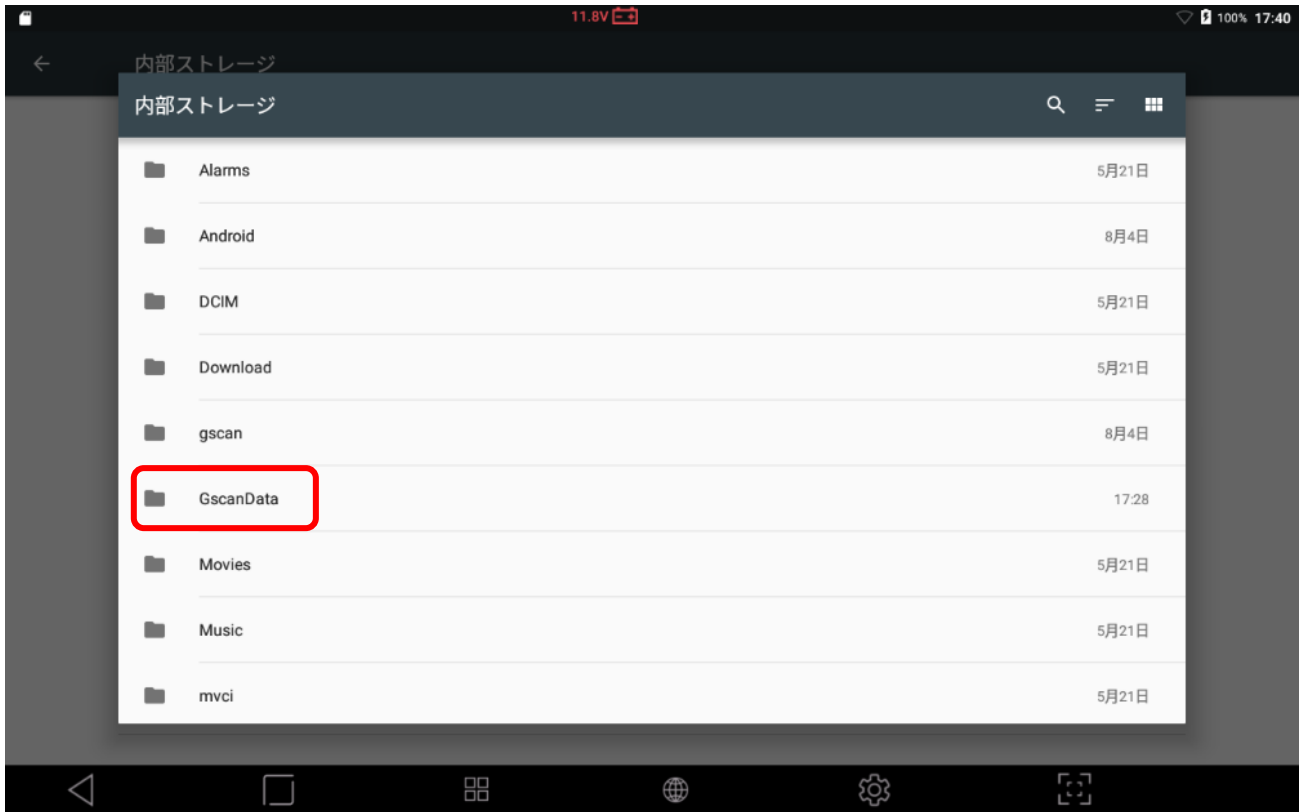 11.8V
100% 17:40
内部ストレージ
内部ストレージ
Alarms 5月21日
Android 8月4日
DCIM 5月21日
Download 5月21日
gscan 8月4日
GscanData 17:28
Movies 5月21日
Music 5月21日
mvci 5月21日